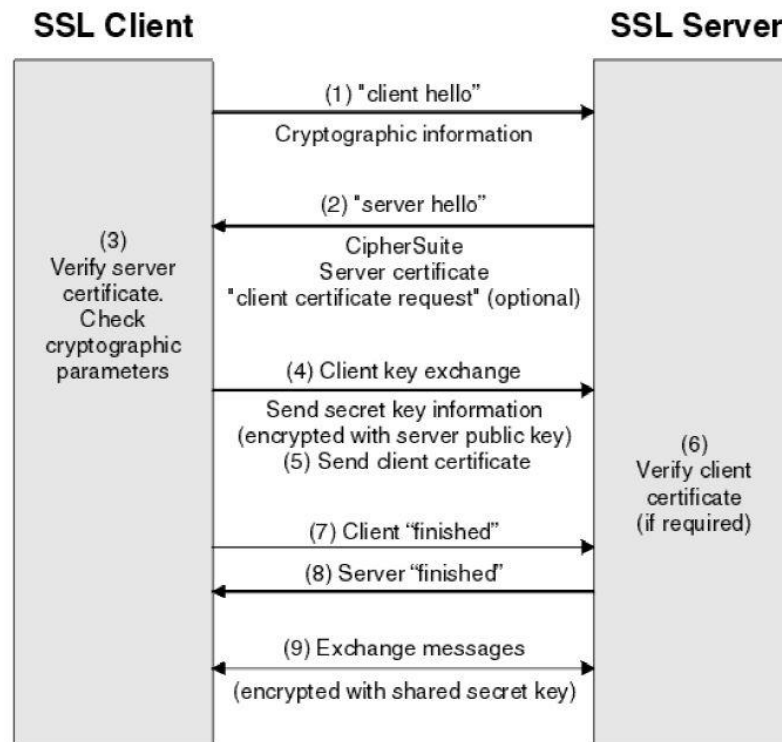 SSL Client
SSL Server
(1) "client hello”
Cryptographic information
(2) "server hello”
CipherSuite
Server certificate
"client certificate request" (optional)
(3)
Verify server
certificate.
Check
cryptographic
parameters
(4) Client key exchange
Send secret key information
(encrypted with server public key)
(5) Send client certificate
(6)
Verify client
certificate
(if required)
(7) Client “finished”
(8) Server “finished”
(9) Exchange messages
(encrypted with shared secret key)